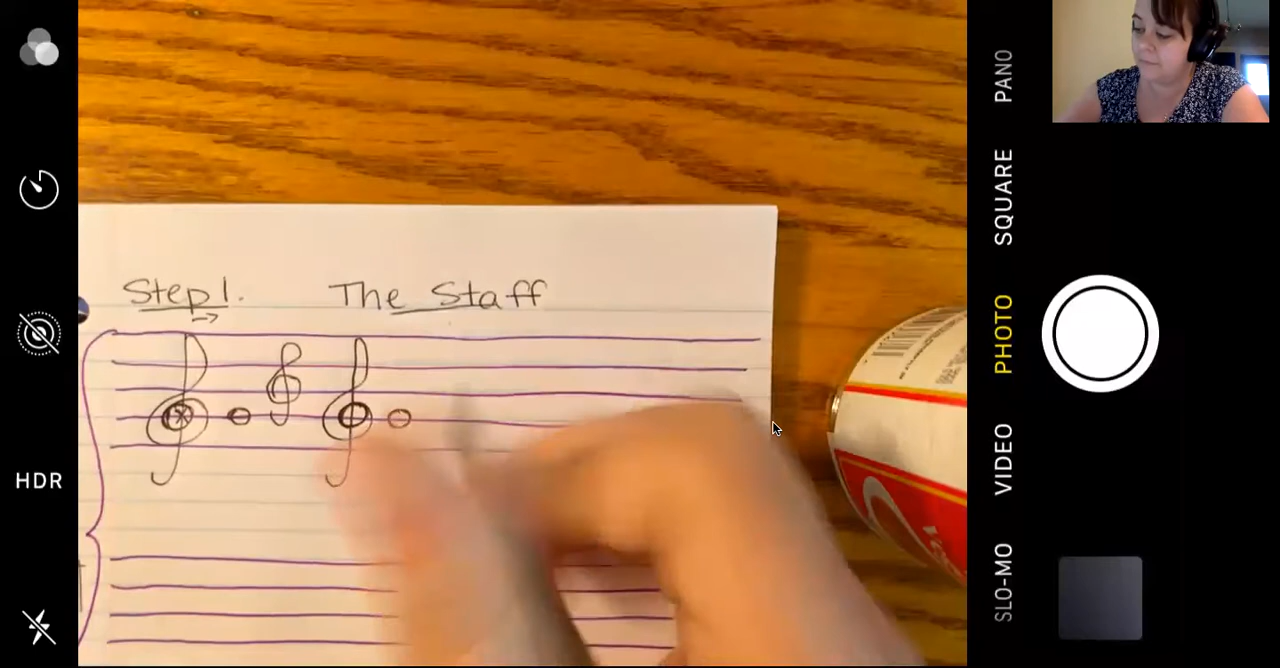 Step 1. The Staff
HDR
PANO
SQUARE
PHOTO
VIDEO
SLO-MO